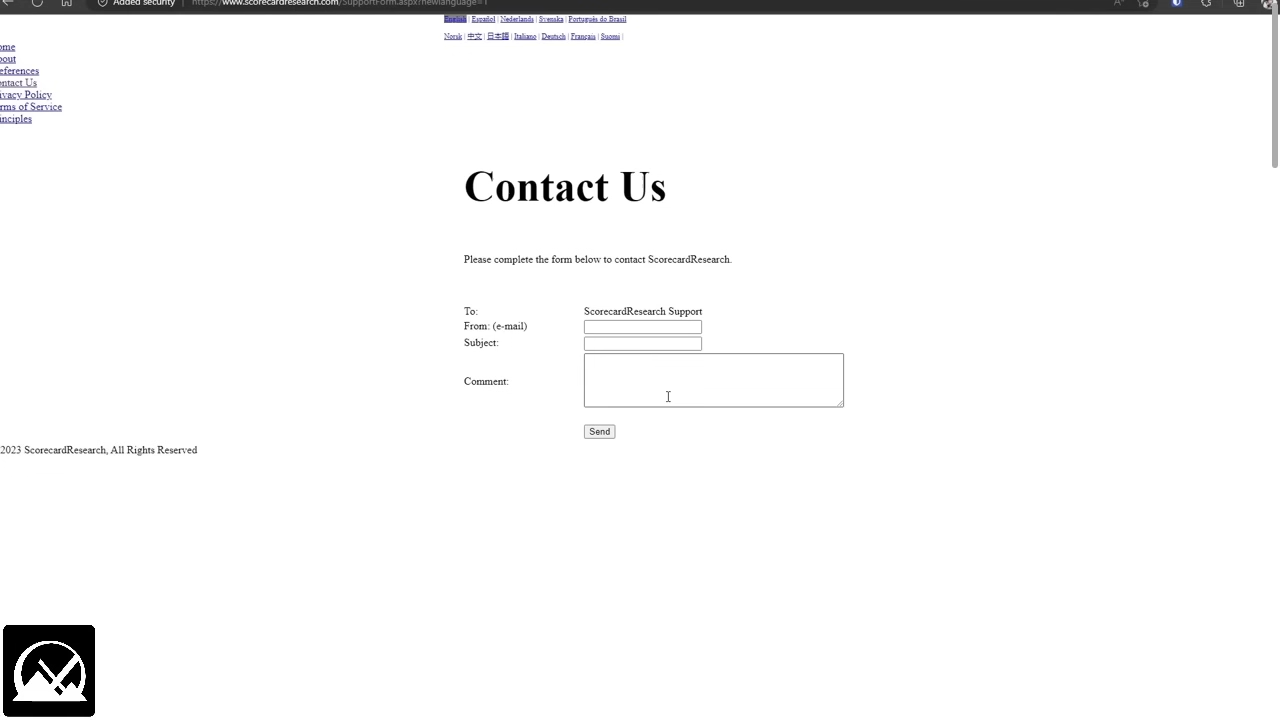 Added security https://www.scorecardresearch.com/SupportForm.aspx?newlanguage=1
English | Español | Nederlands | Svenska | Português do Brasil
Norsk | 中文 | 日本語 | Italiano | Deutsch | Français | Suomi |
ome
bout
eferences
ontact Us
ivacy Policy
rms of Service
inciples
Contact Us
Please complete the form below to contact ScorecardResearch.
To: ScorecardResearch Support
From: (e-mail)
Subject:
Comment:
Send
2023 ScorecardResearch, All Rights Reserved